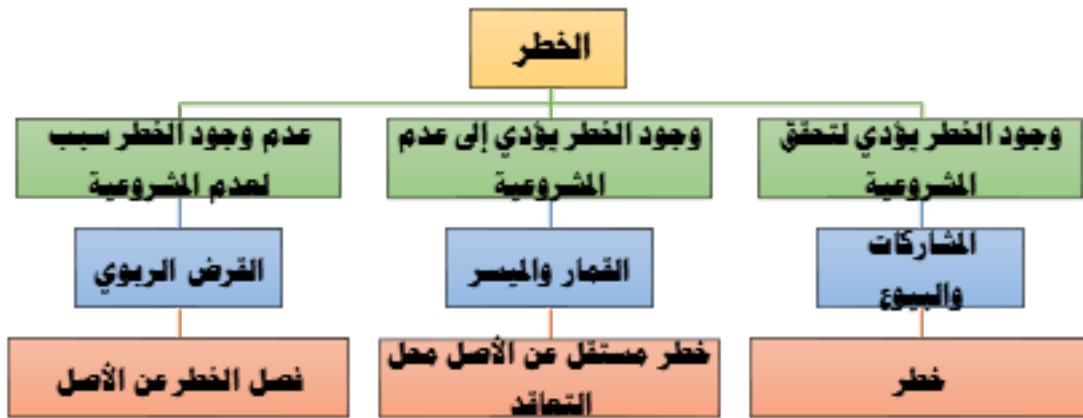 الخطر
وجود الخطر يؤدي لتحقق
المشروعية
وجود الخطر يؤدي إلى عدم
المشروعية
عدم وجود الخطر سبب
لعدم المشروعية
المشاركات
والبيوع
القمار والميسر
القرض الربوي
خطر
خطر مستقل عن الأصل محل
التعاقد
فصل الخطر عن الأصل